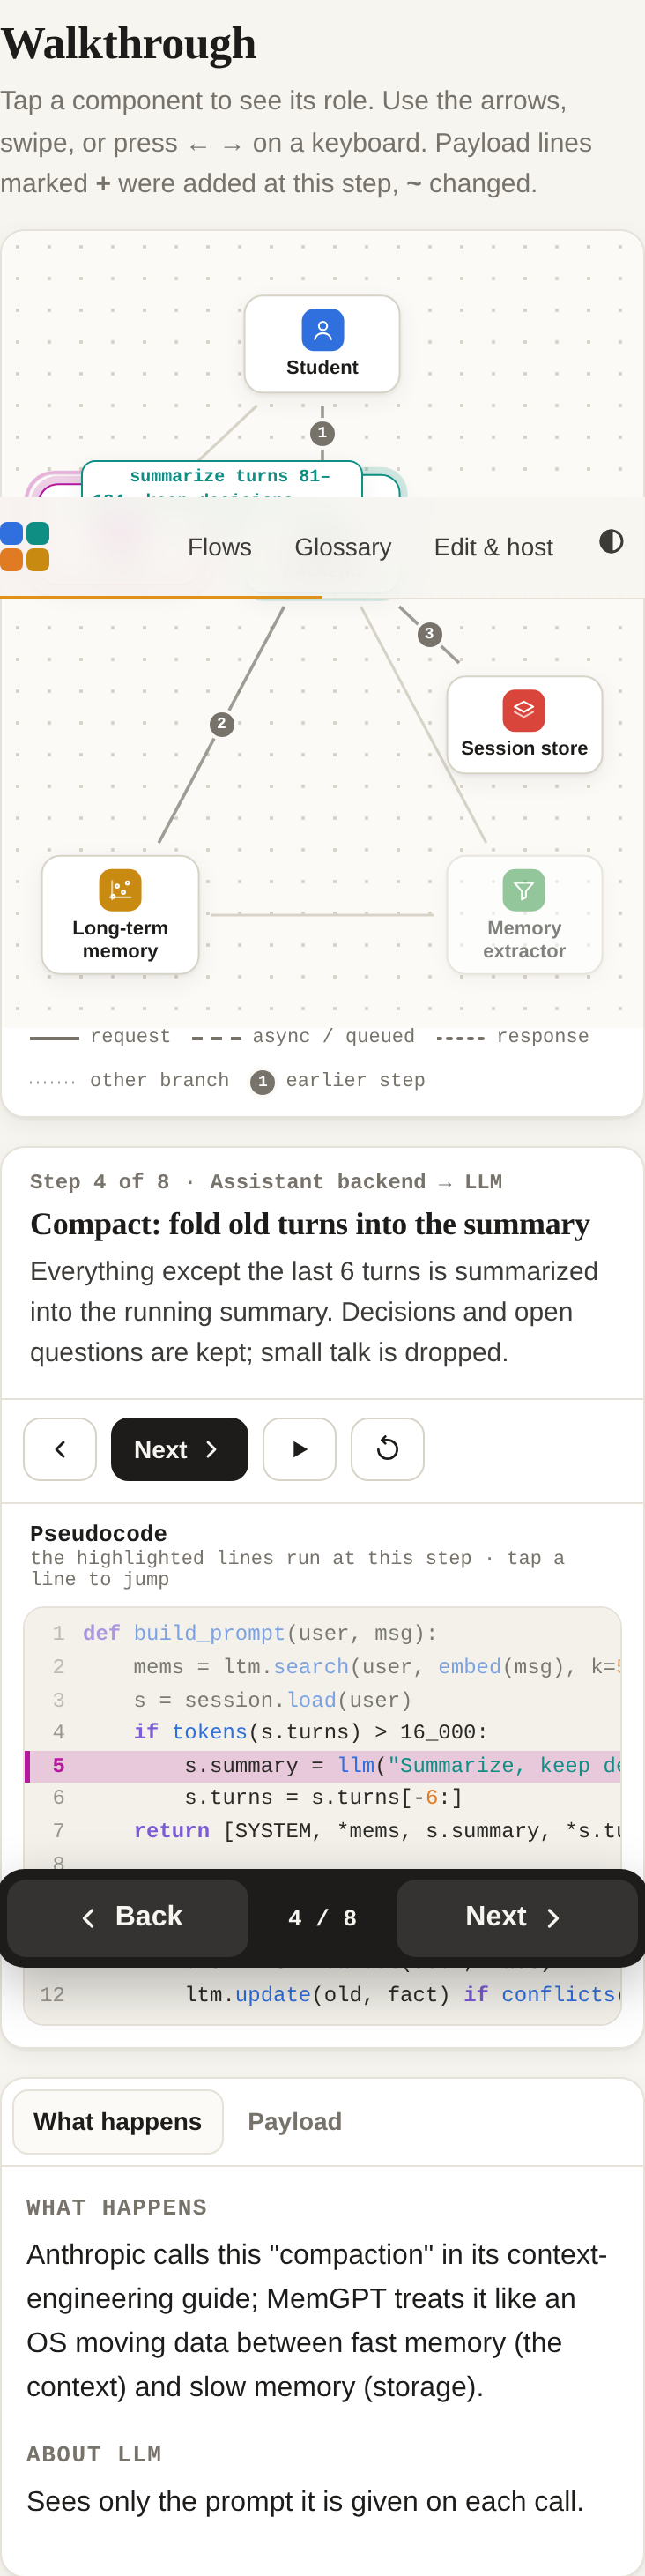 Walkthrough
Tap a component to see its role. Use the arrows,
swipe, or press ← → on a keyboard. Payload lines
marked + were added at this step, ~ changed.
Student
1
summarize turns 81–
Flows Glossary Edit & host
3
2
Session store
Long-term
memory
Memory
extractor
request async / queued response
other branch 1 earlier step
Step 4 of 8 · Assistant backend → LLM
Compact: fold old turns into the summary
Everything except the last 6 turns is summarized
into the running summary. Decisions and open
questions are kept; small talk is dropped.
Next
Pseudocode
the highlighted lines run at this step · tap a
line to jump
1 def build_prompt(user, msg):
2 mems = ltm.search(user, embed(msg), k=5
3 s = session.load(user)
4 if tokens(s.turns) > 16_000:
5 s.summary = llm("Summarize, keep de
6 s.turns = s.turns[-6:]
7 return [SYSTEM, *mems, s.summary, *s.tu
8
Back 4 / 8 Next
12 ltm.update(old, fact) if conflicts(
What happens Payload
WHAT HAPPENS
Anthropic calls this "compaction" in its context-
engineering guide; MemGPT treats it like an
OS moving data between fast memory (the
context) and slow memory (storage).
ABOUT LLM
Sees only the prompt it is given on each call.